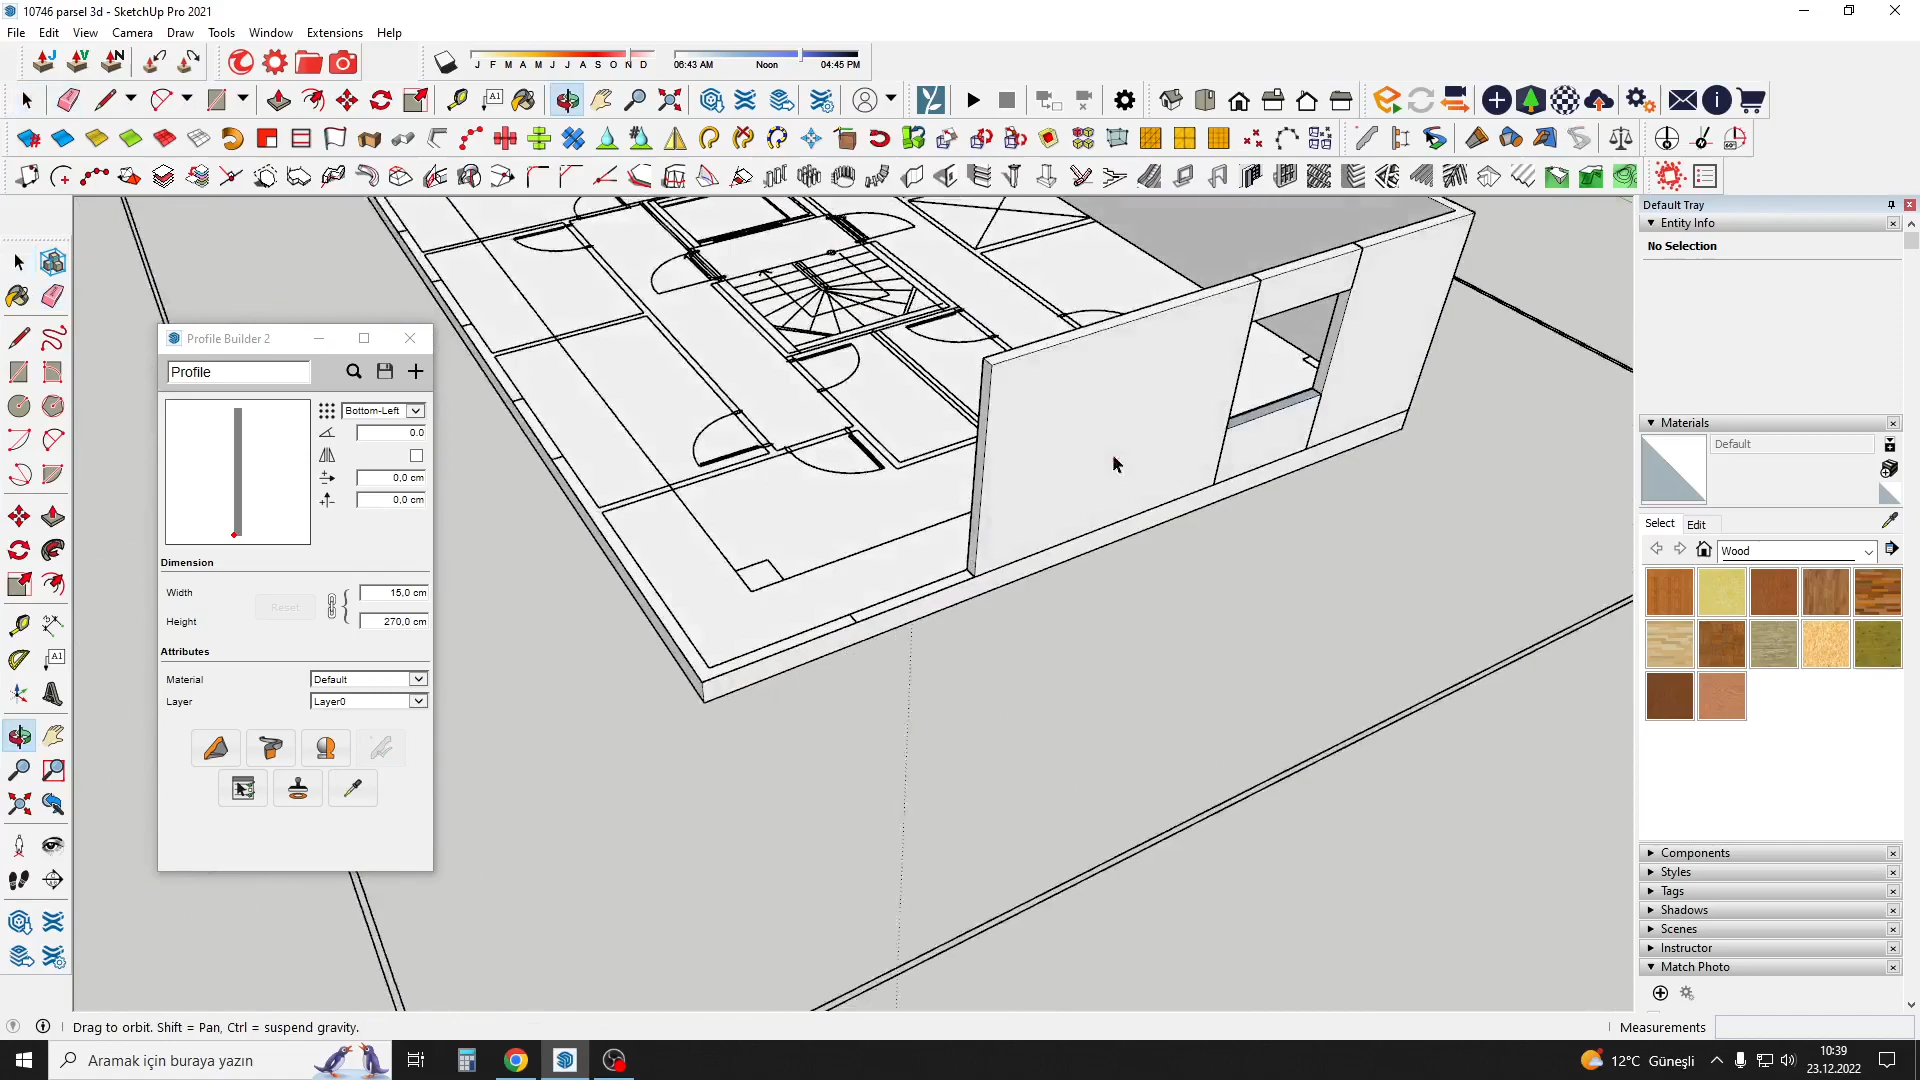 10746 parsel 3d - SketchUp Pro 2021
File Edit View Camera Draw Tools Window Extensions Help
J V N
J F M A M J J A S O N D
06:43 AM Noon 04:45 PM
A1
Default Tray
Entity Info
No Selection
Profile Builder 2
Profile
Bottom-Left
0.0
0,0 cm
0,0 cm
Dimension
Width 15,0 cm
Reset
Height 270,0 cm
Attributes
Material Default
Layer Layer0
A1
Materials
Default
Select Edit
Wood
Components
Styles
Tags
Shadows
Scenes
Instructor
Match Photo
Drag to orbit. Shift = Pan, Ctrl = suspend gravity.
Measurements
Aramak için buraya yazın
12°C Güneşli
10:39
23.12.2022